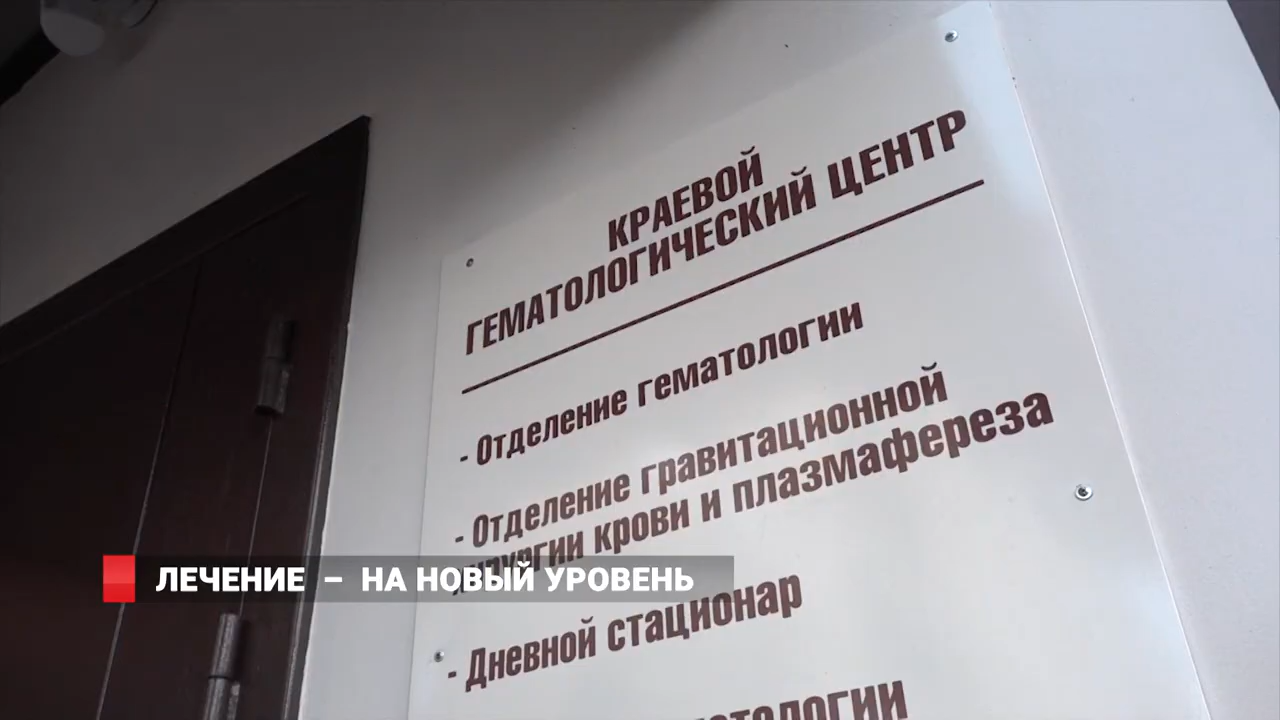 КРАЕВОЙ
ГЕМАТОЛОГИЧЕСКИЙ ЦЕНТР
- Отделение гематологии
- Отделение гравитационной
хирургии крови и плазмафереза
ЛЕЧЕНИЕ – НА НОВЫЙ УРОВЕНЬ
- Дневной стационар